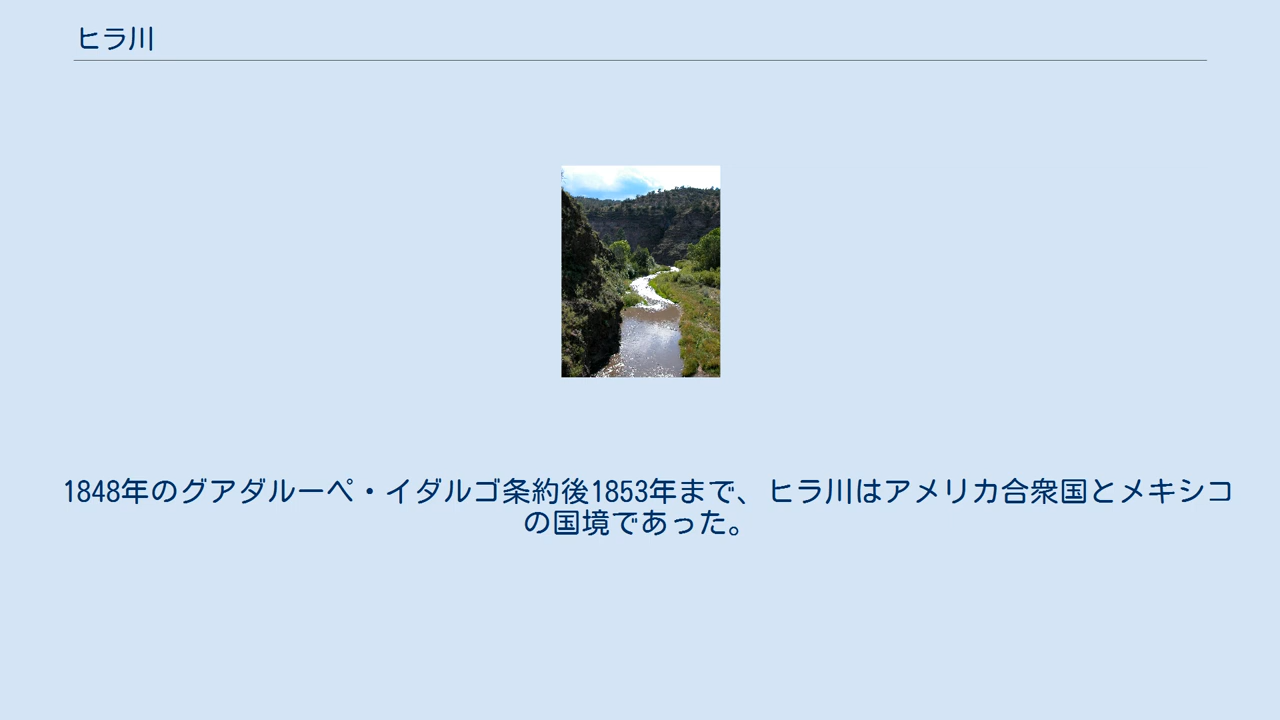 ヒラ川
1848年のグアダルーペ・イダルゴ条約後1853年まで、ヒラ川はアメリカ合衆国とメキシコ
の国境であった。